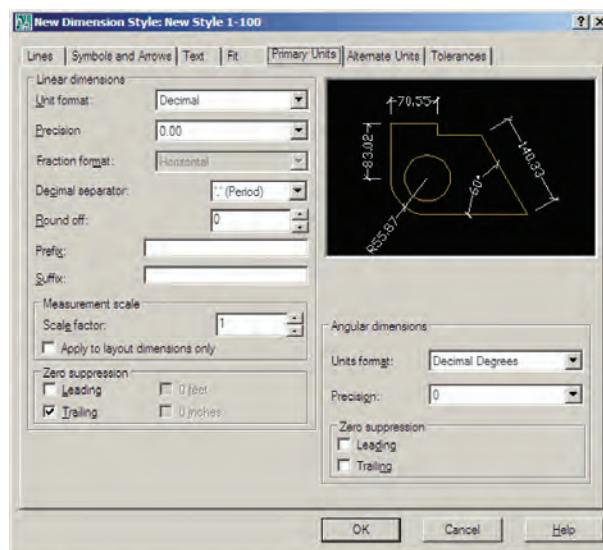 New Dimension Style: New Style 1-100
Lines Symbols and Arrows Text Fit Primary Units Alternate Units Tolerances
Linear dimensions
Unit format: Decimal
Precision 0.00
Fraction format: Horizontal
Decimal separator: '.' (Period)
Round off: 0
Prefix:
Suffix:
Measurement scale
Scale factor: 1
Apply to layout dimensions only
Zero suppression
Leading 0 feet
Trailing 0 inches
70.55
83.02
140.33
60°
R55.87
Angular dimensions
Units format: Decimal Degrees
Precision: 0
Zero suppression
Leading
Trailing
OK Cancel Help